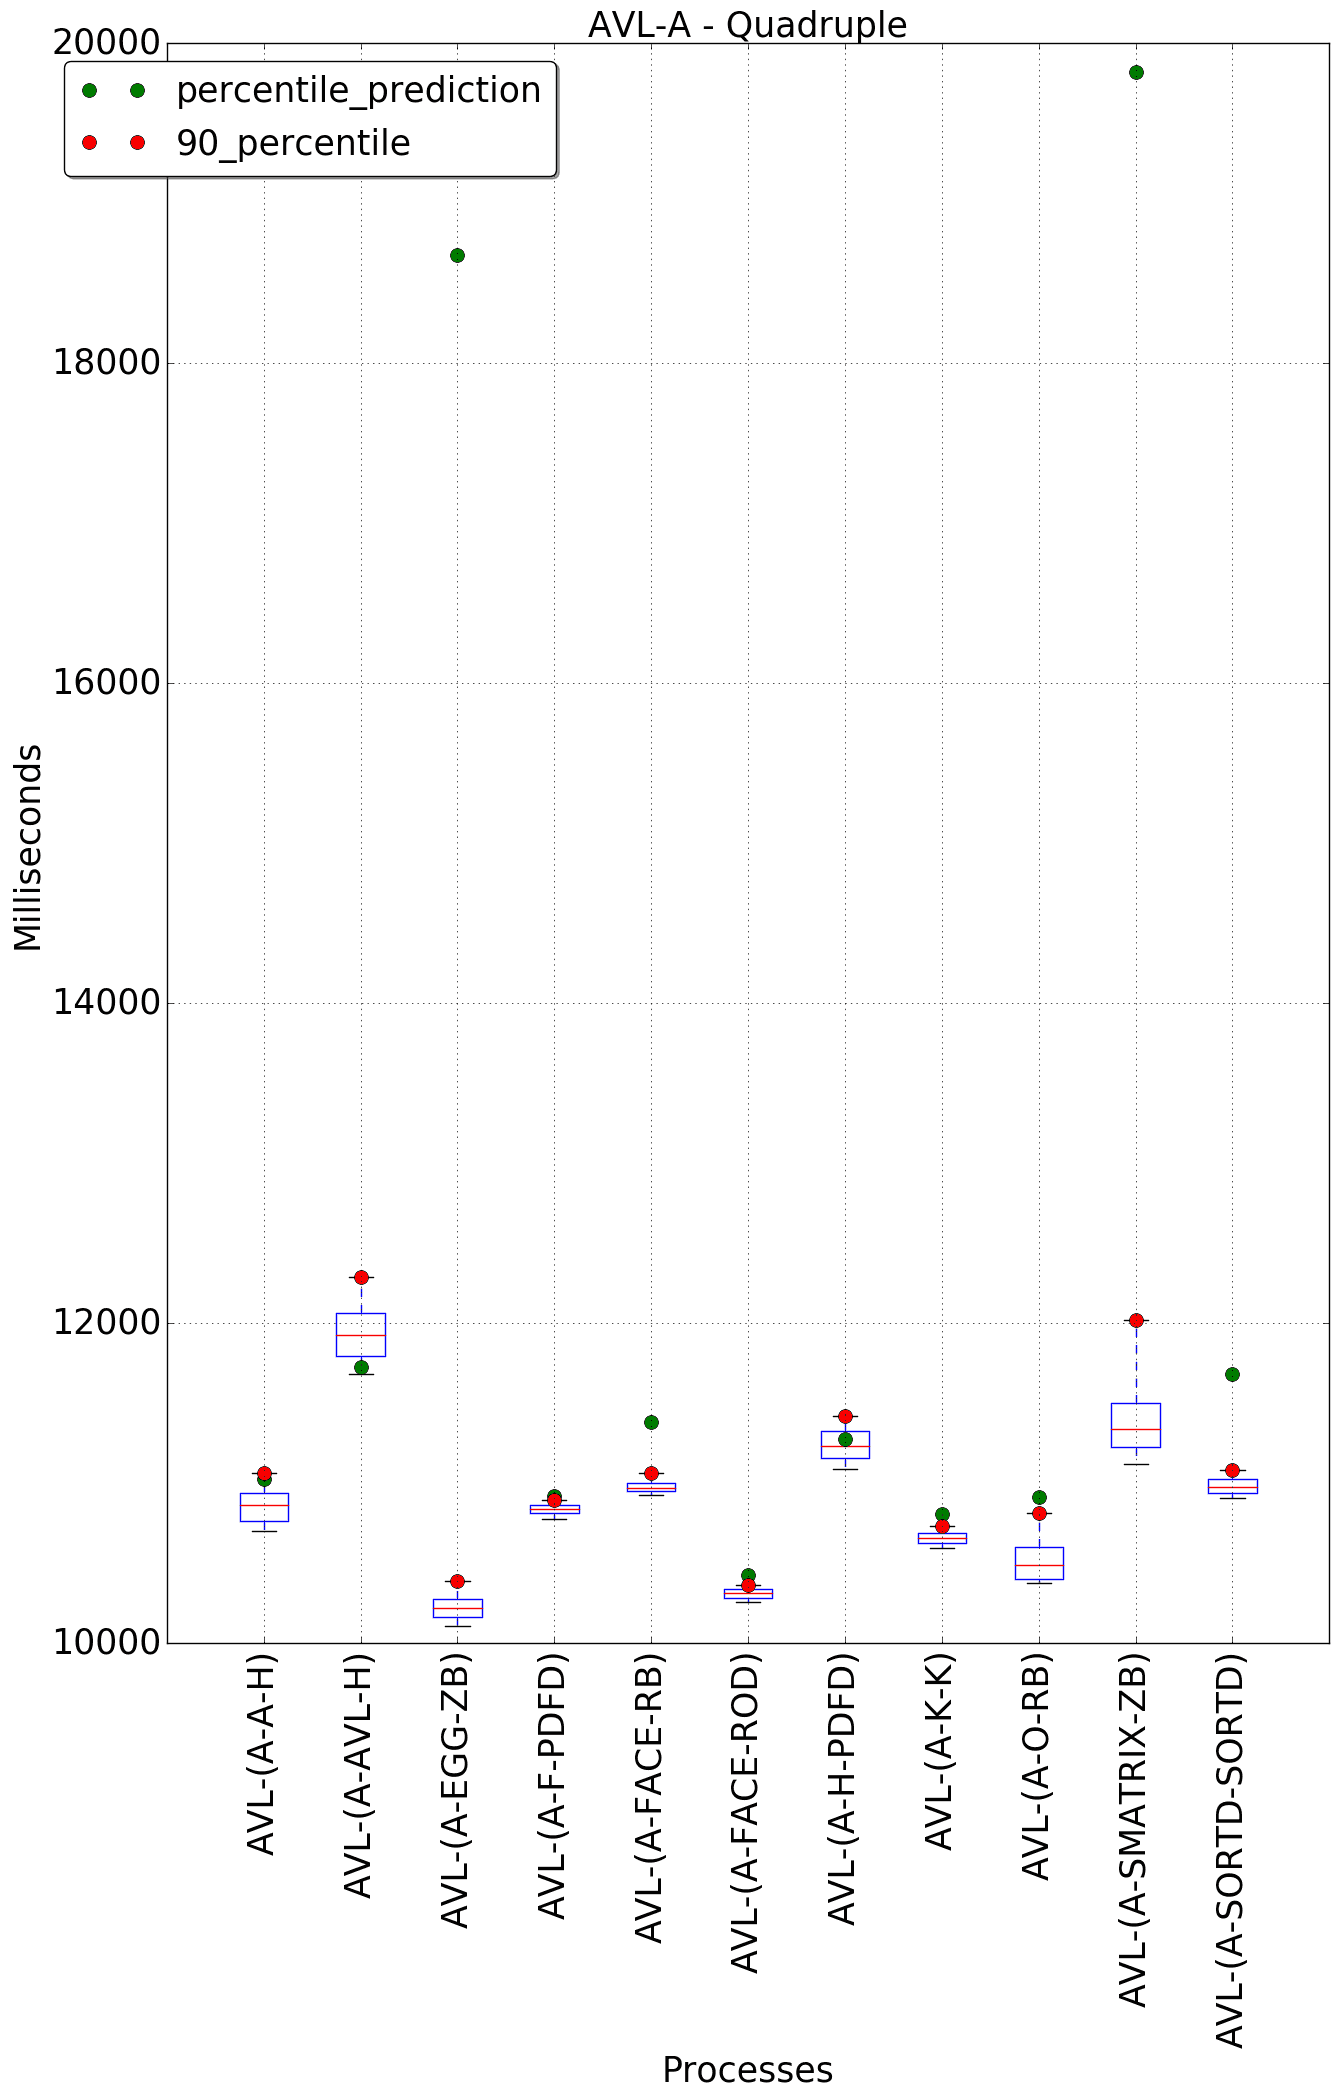 AVL-A - Quadruple
percentile_prediction
90_percentile
20000
18000
16000
14000
12000
10000
Milliseconds
AVL-(A-A-H)
AVL-(A-AVL-H)
AVL-(A-EGG-ZB)
AVL-(A-F-PDFD)
AVL-(A-FACE-RB)
AVL-(A-FACE-ROD)
AVL-(A-H-PDFD)
AVL-(A-K-K)
AVL-(A-O-RB)
AVL-(A-SMATRIX-ZB)
AVL-(A-SORTD-SORTD)
Processes